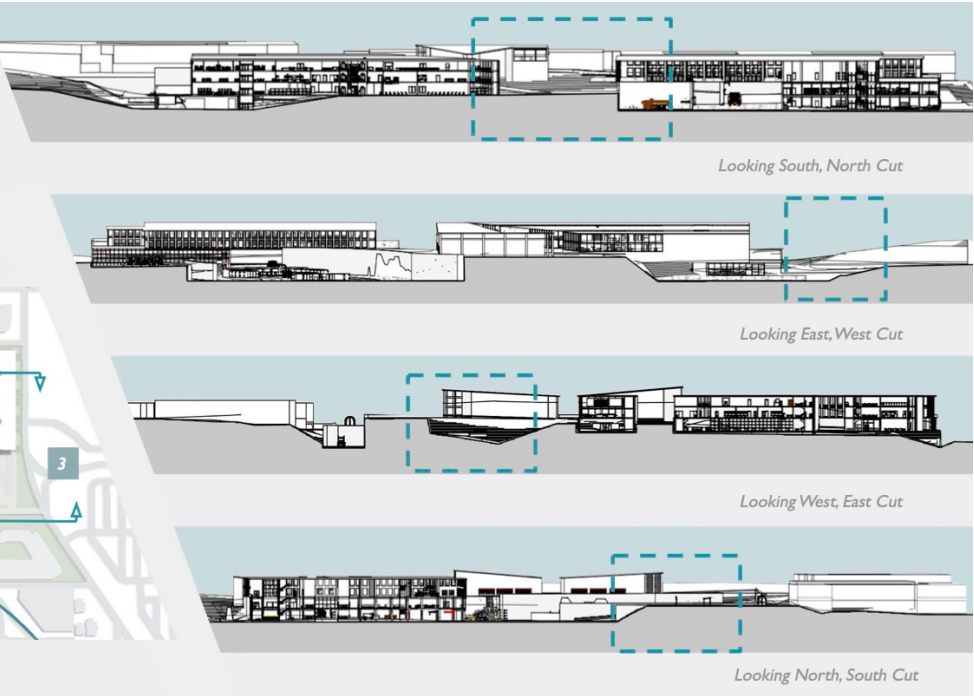 Looking South, North Cut
Looking East, West Cut
3
Looking West, East Cut
Looking North, South Cut